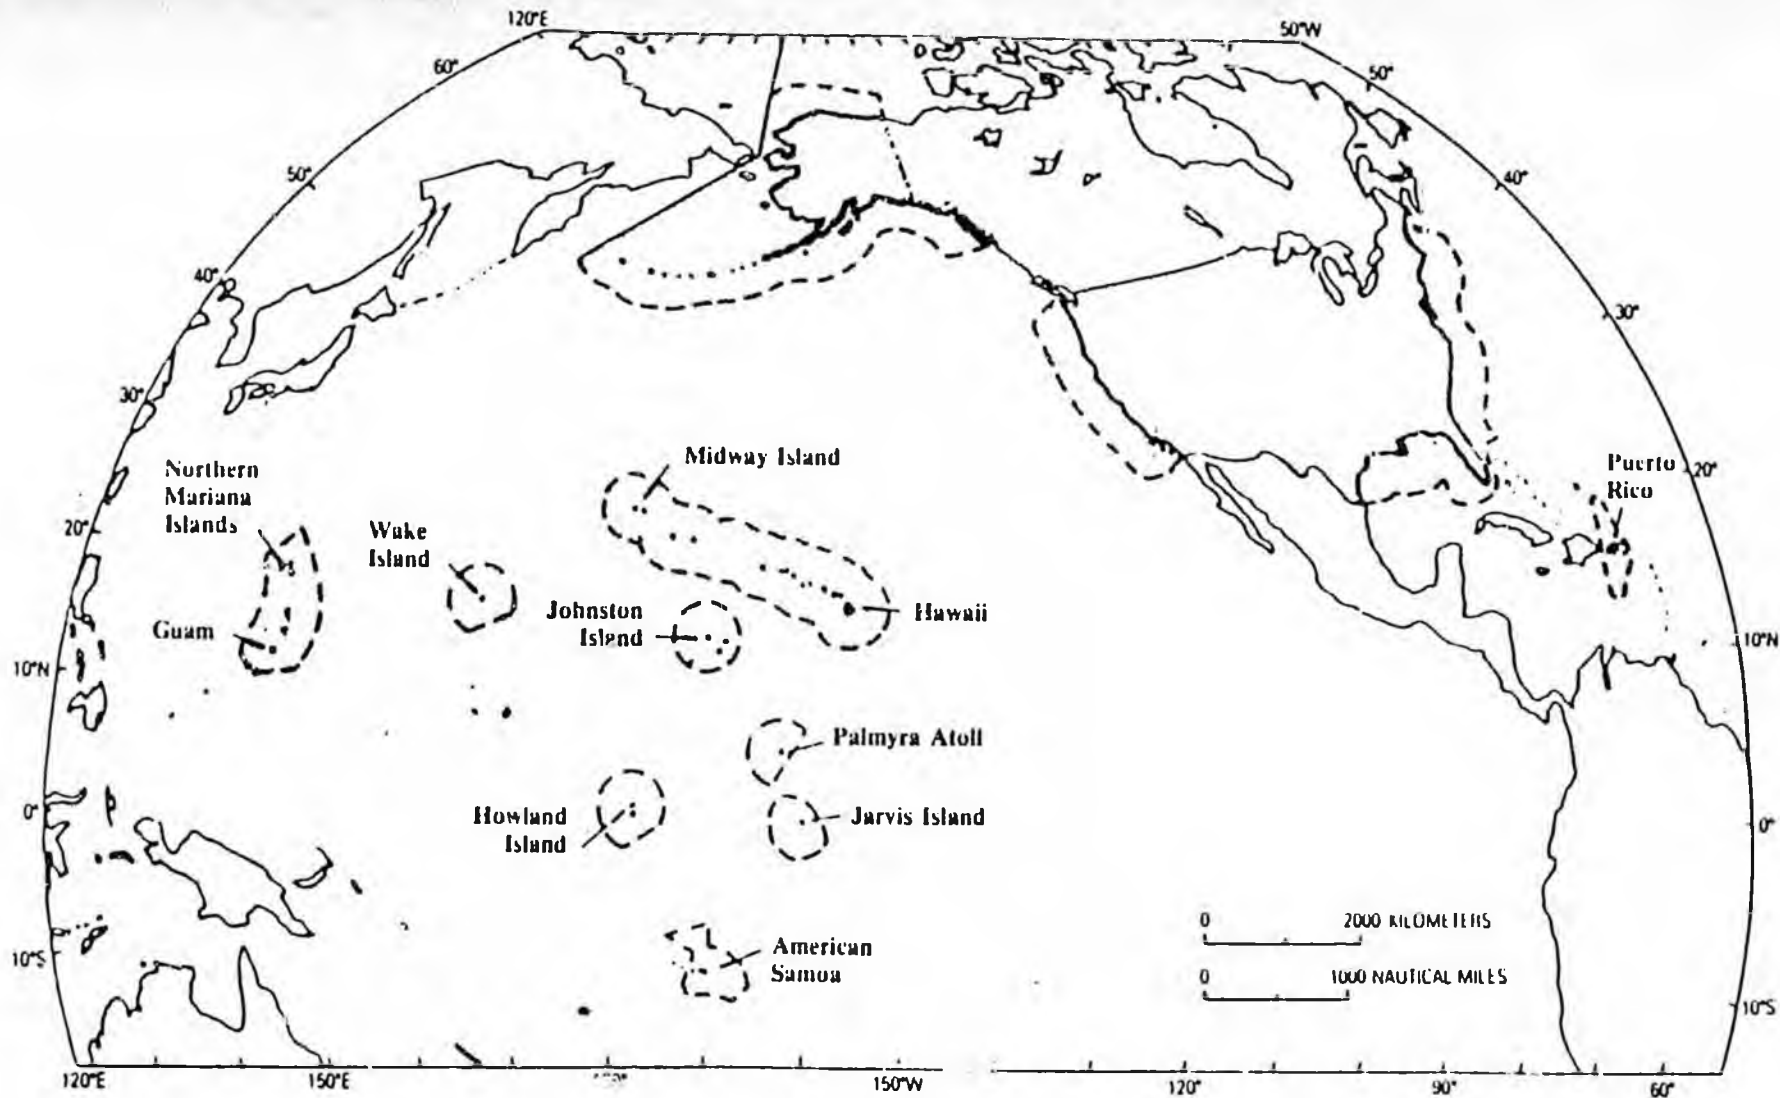 120°E
50°W
60°
50°
50°
40°
40°
30°
30°
20°
20°
10°N
10°N
0°
0°
10°S
10°S
Midway Island
Northern
Mariana
Islands
Puerto
Rico
Wake
Island
Johnston
Island
Hawaii
Guam
Palmyra Atoll
Howland
Island
Jarvis Island
American
Samoa
0 2000 KILOMETERS
0 1000 NAUTICAL MILES
120°E
150°E
150°W
120°
90°
60°